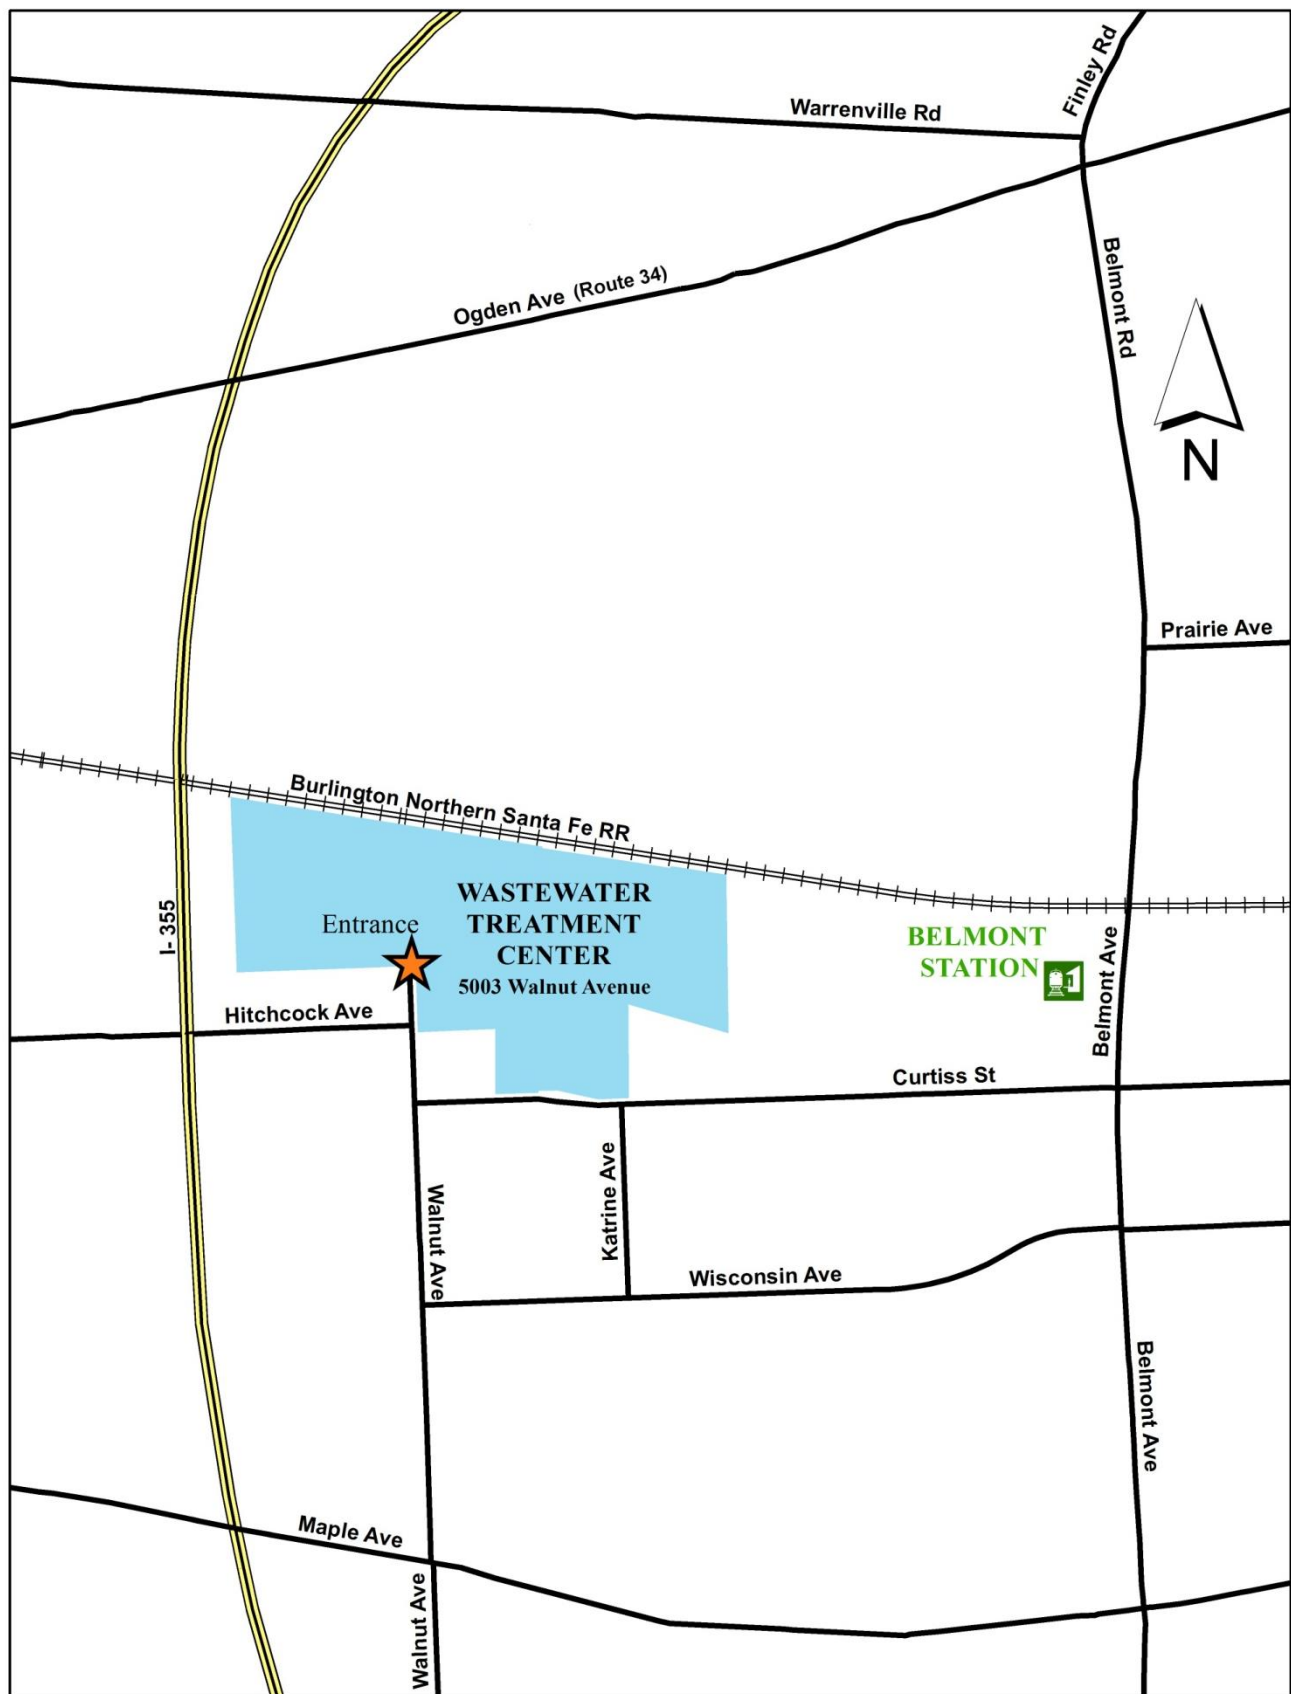 Finley Rd
Warrenville Rd
Belmont Rd
Ogden Ave (Route 34)
N
Prairie Ave
Burlington Northern Santa Fe RR
WASTEWATER
TREATMENT
CENTER
5003 Walnut Avenue
Entrance
I-355
BELMONT
STATION
Belmont Ave
Hitchcock Ave
Curtiss St
Walnut Ave
Katrine Ave
Wisconsin Ave
Belmont Ave
Maple Ave
Walnut Ave